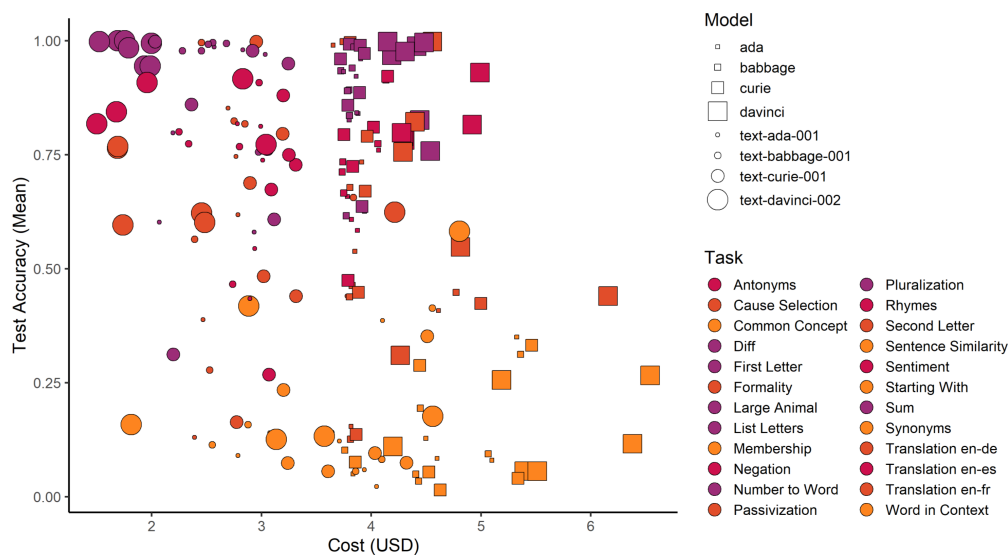 Test Accuracy (Mean)
1.00
0.75
0.50
0.25
0.00
2
3
4
5
6
Cost (USD)
Model
ada
babbage
curie
davinci
text-ada-001
text-babbage-001
text-curie-001
text-davinci-002
Task
Antonyms
Cause Selection
Common Concept
Diff
First Letter
Formality
Large Animal
List Letters
Membership
Negation
Number to Word
Passivization
Pluralization
Rhymes
Second Letter
Sentence Similarity
Sentiment
Starting With
Sum
Synonyms
Translation en-de
Translation en-es
Translation en-fr
Word in Context